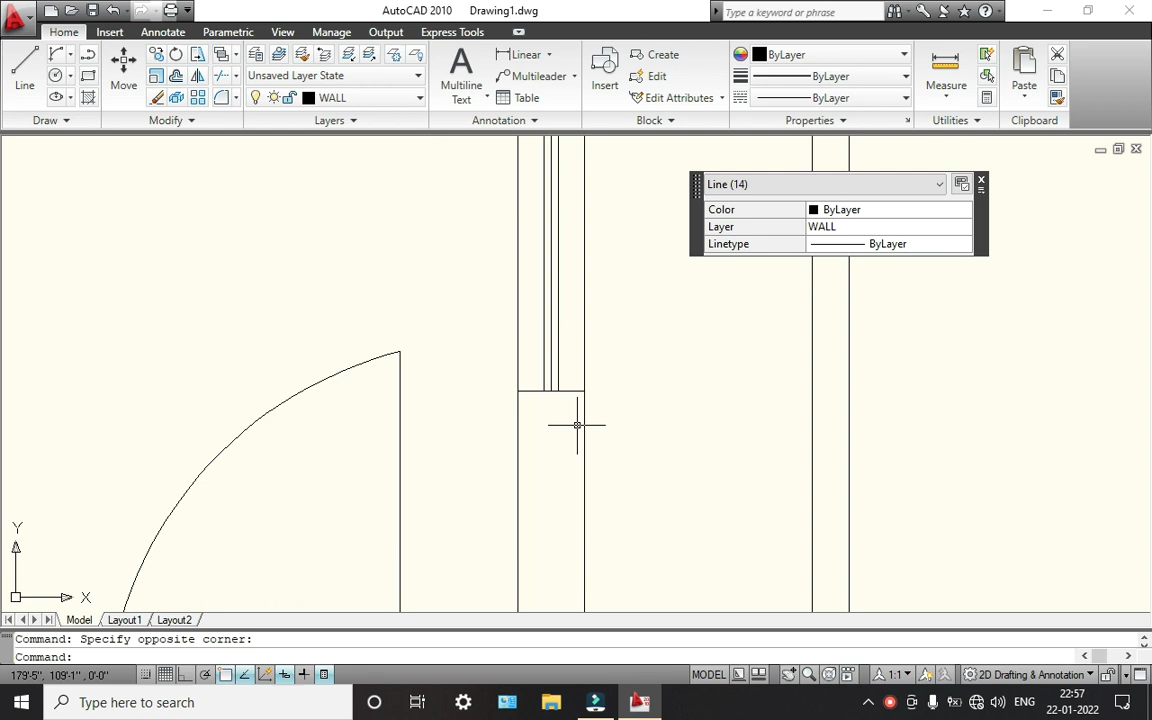 AutoCAD 2010 Drawing1.dwg Type a keyword or phrase
Home Insert Annotate Parametric View Manage Output Express Tools
Line Move Unsaved Layer State WALL Multiline Text Linear Multileader Table Insert Create Edit Edit Attributes ByLayer ByLayer ByLayer Measure Paste
Draw Modify Layers Annotation Block Properties Utilities Clipboard
Line (14)
Color ByLayer
Layer WALL
Linetype ByLayer
Y
X
Model Layout1 Layout2
Command: Specify opposite corner:
Command:
179'-5", 109'-1" , 0'-0" MODEL 1:1 2D Drafting & Annotation
Type here to search ENG 22:57
22-01-2022